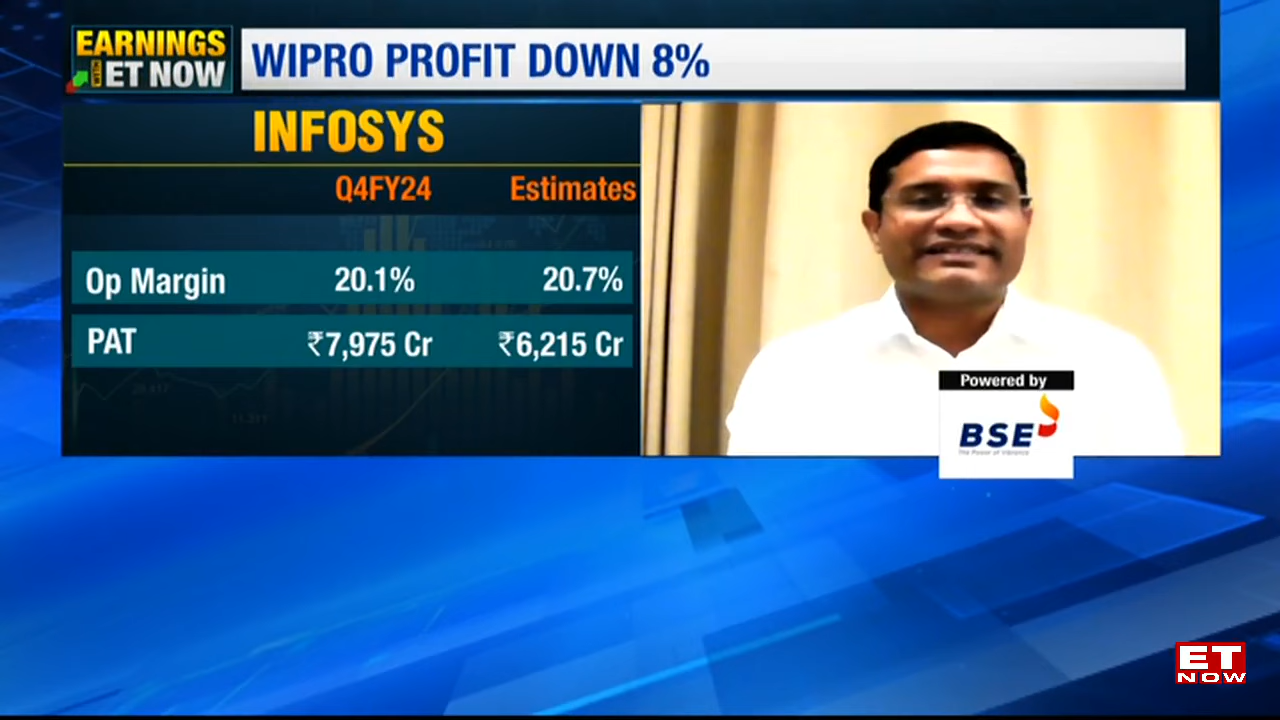 EARNINGS
ET NOW
WIPRO PROFIT DOWN 8%
INFOSYS
Q4FY24 Estimates
Op Margin 20.1% 20.7%
PAT ₹7,975 Cr ₹6,215 Cr
Powered by
BSE
The Power of Vibrance
ET
NOW